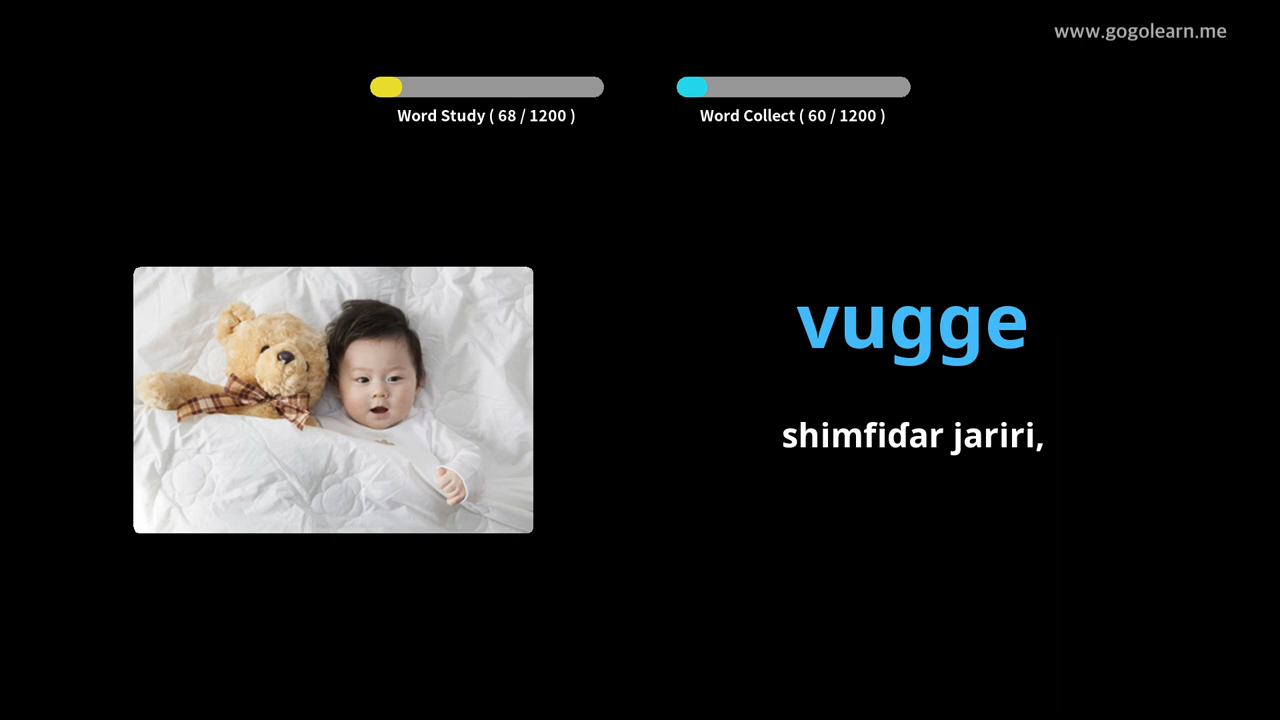 www.gogolearn.me
Word Study ( 68 / 1200 )
Word Collect ( 60 / 1200 )
vugge
shimfiɗar jariri,